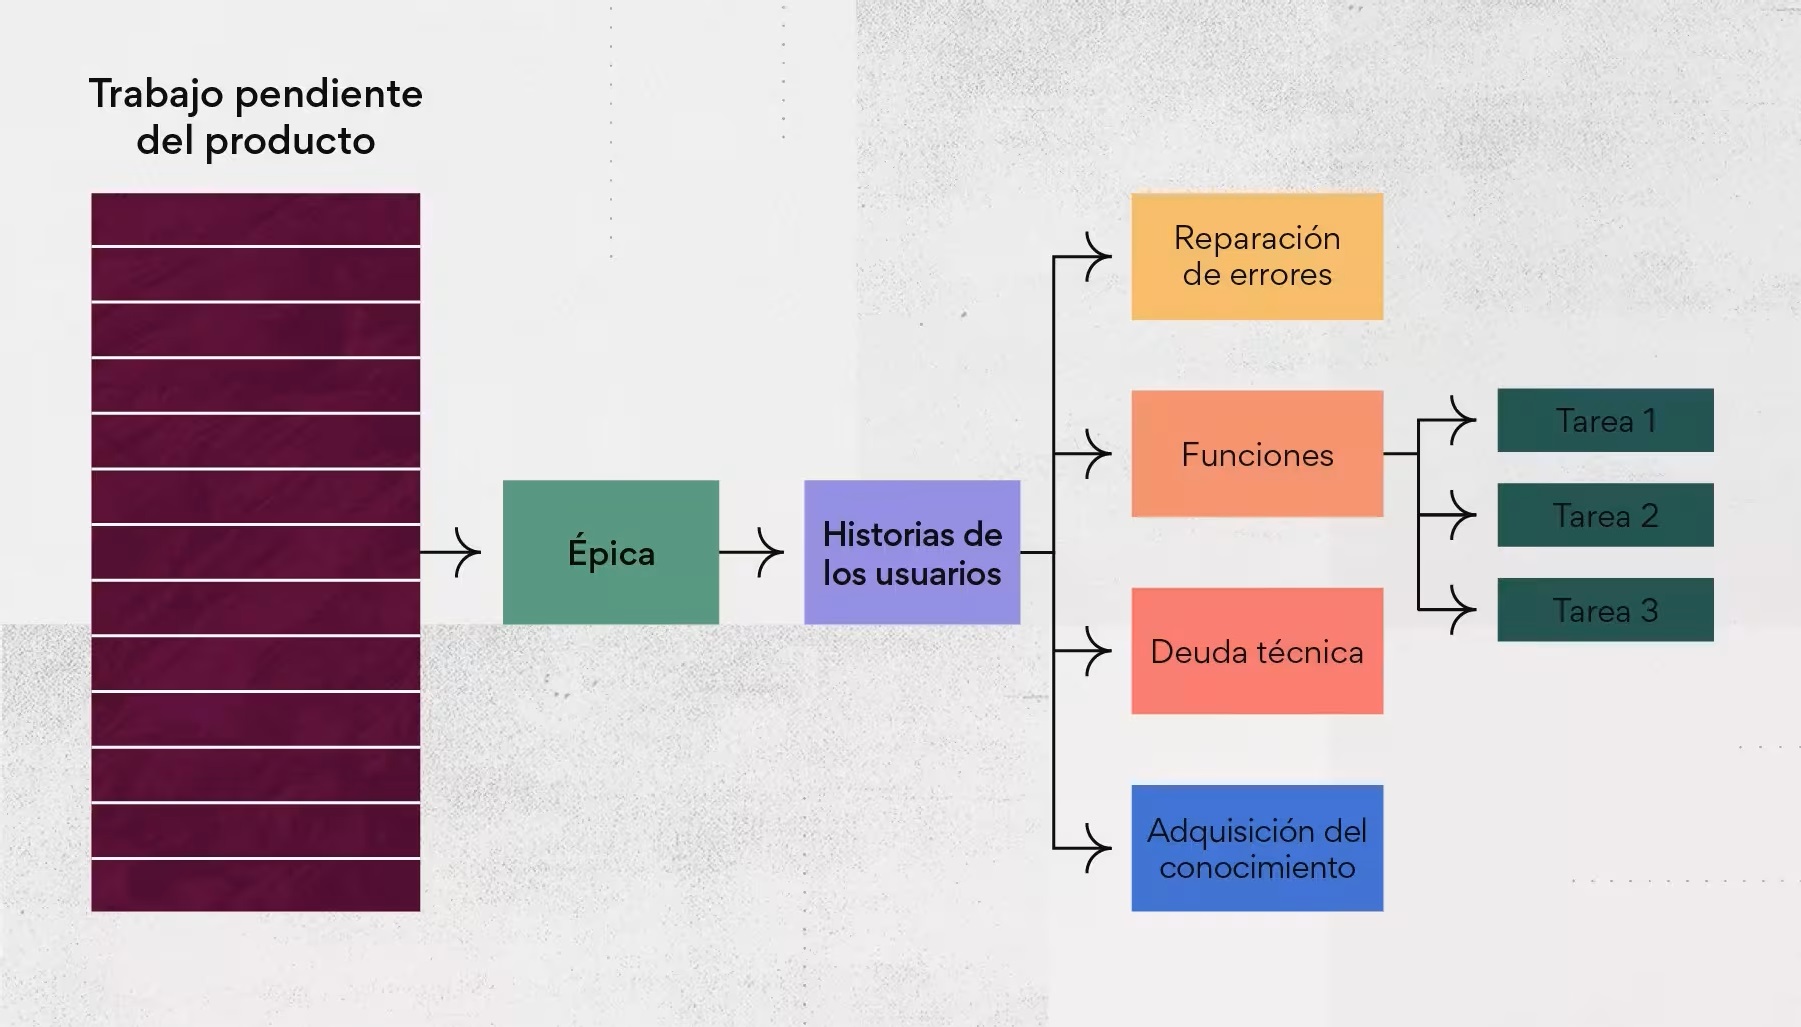 Trabajo pendiente
del producto
Épica
Historias de
los usuarios
Reparación
de errores
Funciones
Deuda técnica
Adquisición del
conocimiento
Tarea 1
Tarea 2
Tarea 3